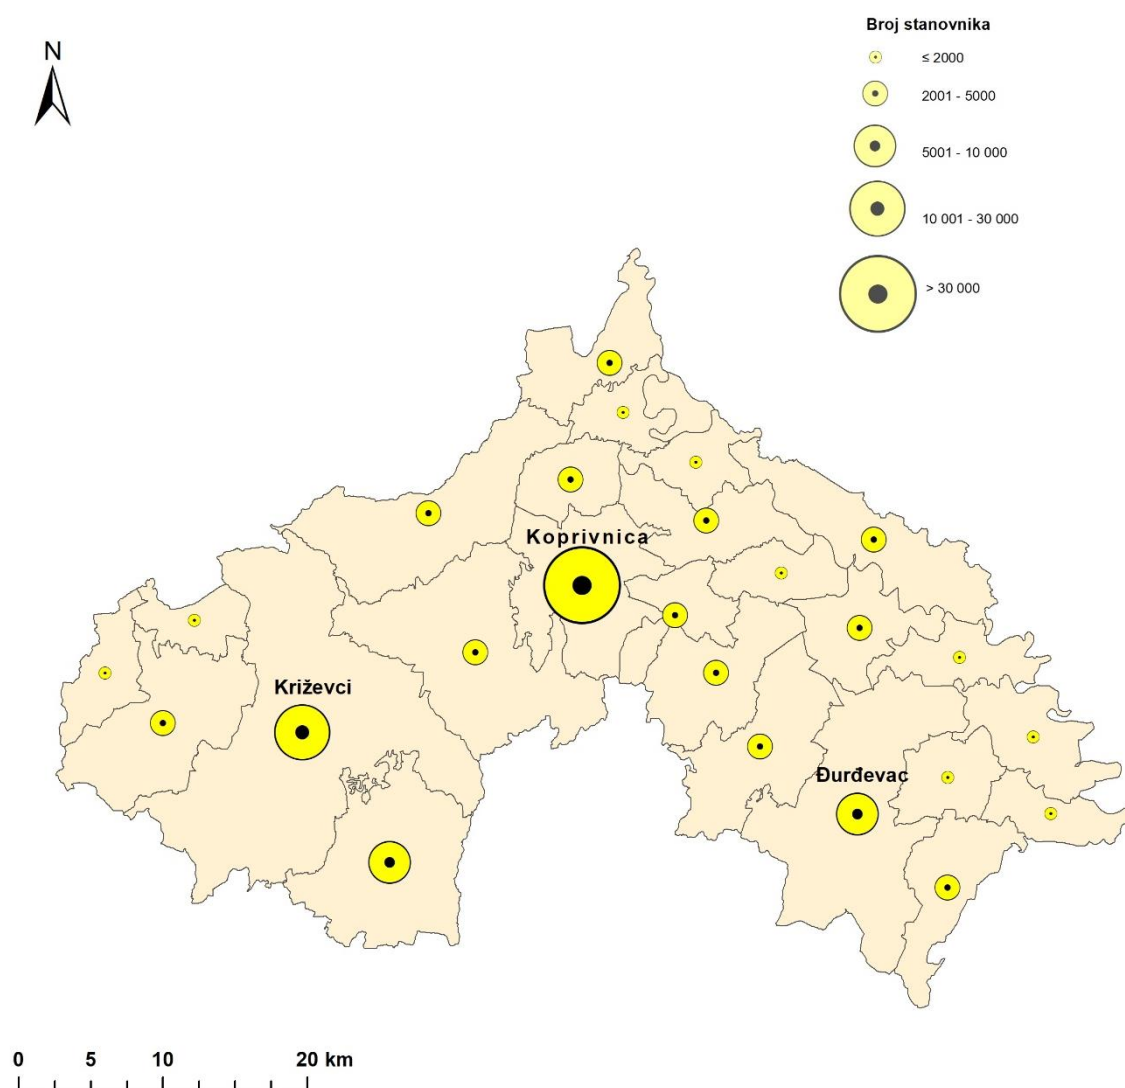 Broj stanovnika
N
≤ 2000
2001 - 5000
5001 - 10 000
10 001 - 30 000
> 30 000
Koprivnica
Križevci
Đurđevac
0 5 10 20 km